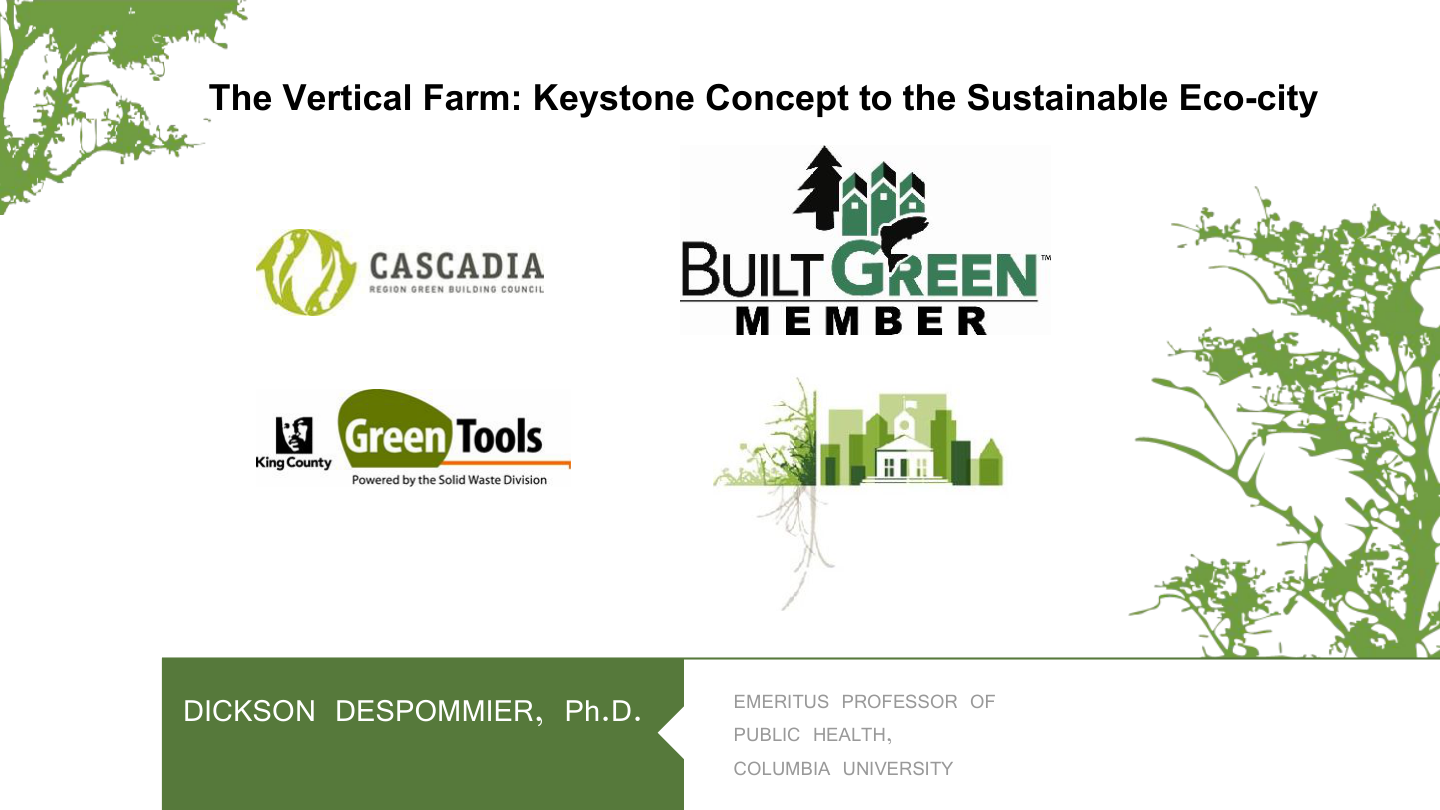 The Vertical Farm: Keystone Concept to the Sustainable Eco-city
CASCADIA
REGION GREEN BUILDING COUNCIL
BUILT GREEN™
MEMBER
King County
Green Tools
Powered by the Solid Waste Division
DICKSON DESPOMMIER, Ph.D.
EMERITUS PROFESSOR OF
PUBLIC HEALTH,
COLUMBIA UNIVERSITY